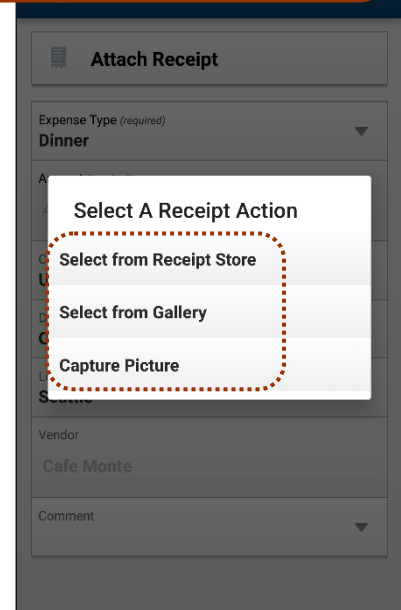 Attach Receipt
Expense Type (required)
Dinner
Select A Receipt Action
Select from Receipt Store
Select from Gallery
Capture Picture
Seattle
Vendor
Cafe Monte
Comment